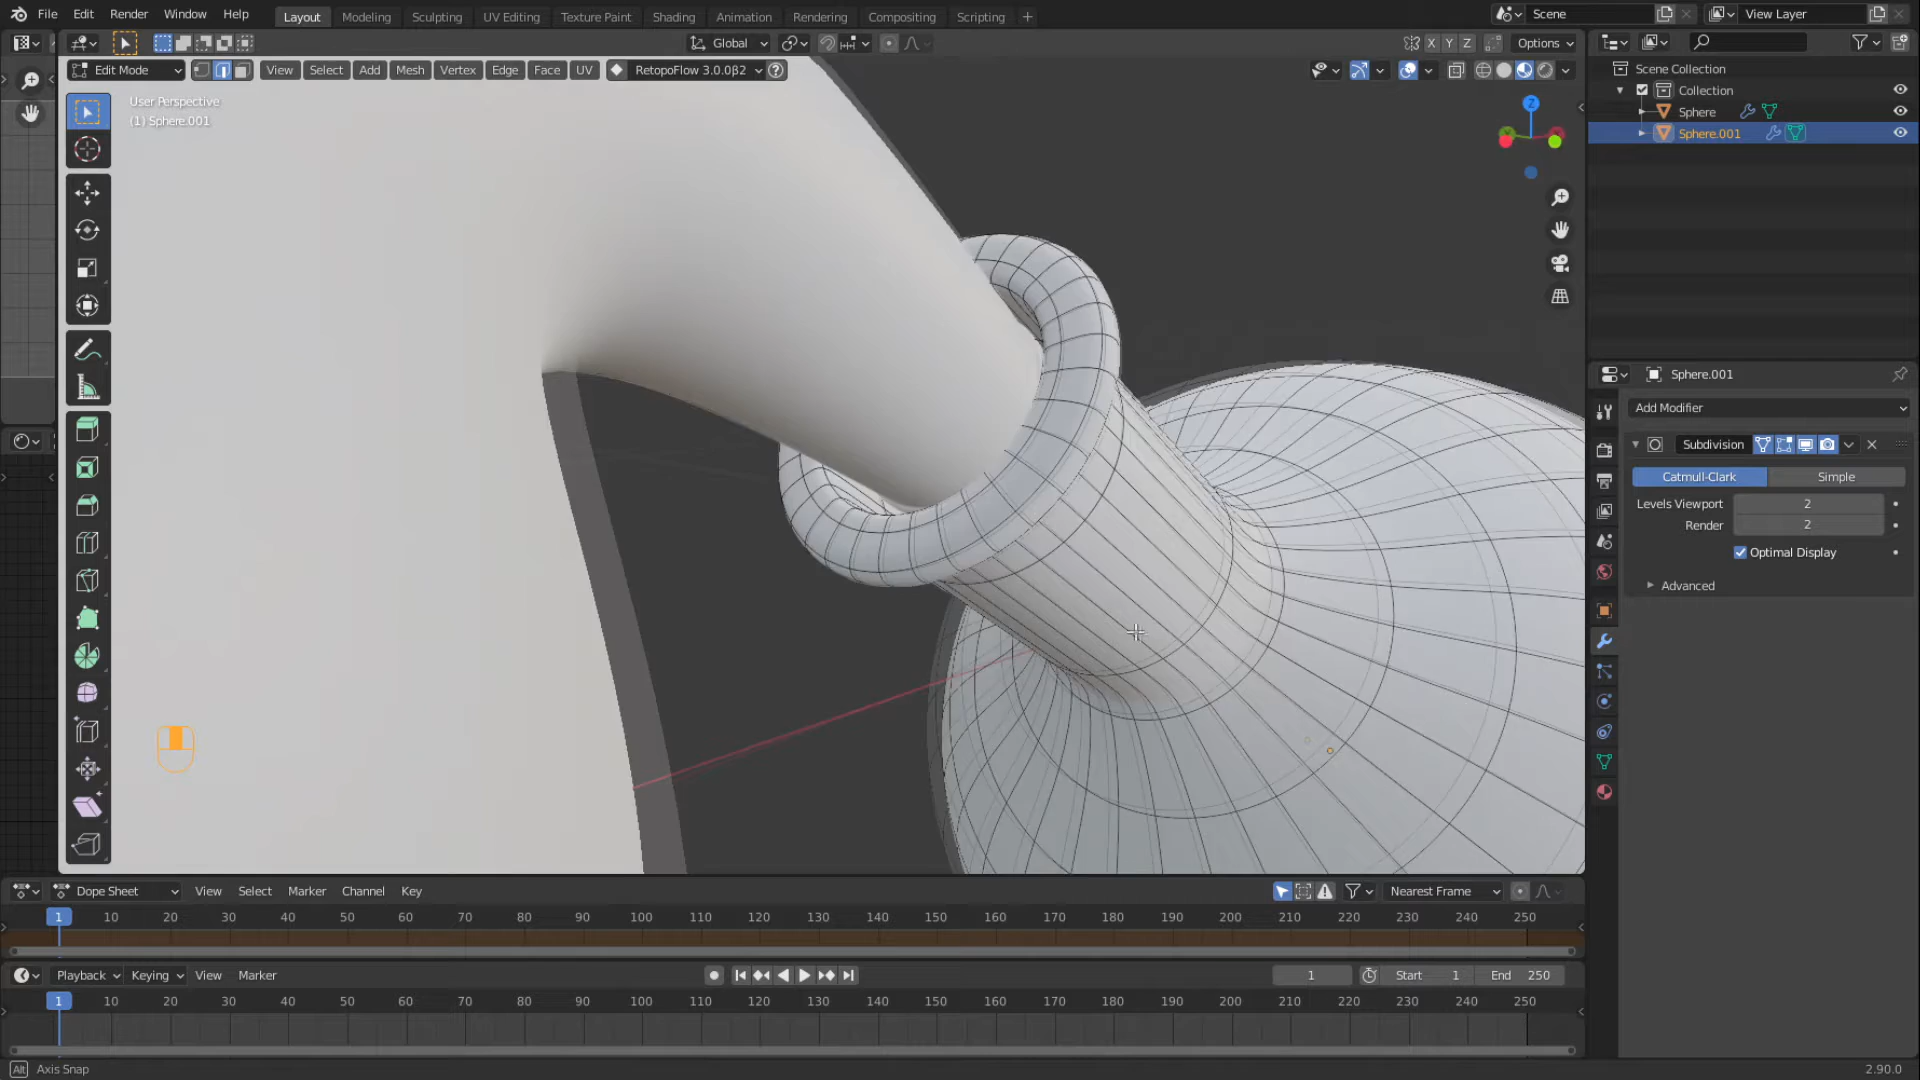 File Edit Render Window Help Layout Modeling Sculpting UV Editing Texture Paint Shading Animation Rendering Compositing Scripting + Scene View Layer
Global X Y Z Options
Edit Mode View Select Add Mesh Vertex Edge Face UV RetopoFlow 3.0.0β2
User Perspective
(1) Sphere.001
Z
Scene Collection
Collection
Sphere
Sphere.001
Sphere.001
Add Modifier
Subdivision
Catmull-Clark Simple
Levels Viewport 2
Render 2
Optimal Display
Advanced
Dope Sheet View Select Marker Channel Key Nearest Frame
1 10 20 30 40 50 60 70 80 90 100 110 120 130 140 150 160 170 180 190 200 210 220 230 240 250
Playback Keying View Marker 1 Start 1 End 250
1 10 20 30 40 50 60 70 80 90 100 110 120 130 140 150 160 170 180 190 200 210 220 230 240 250
Alt Axis Snap 2.90.0